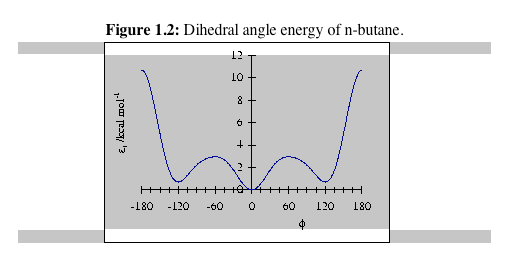 Figure 1.2: Dihedral angle energy of n-butane.
12
10
8
6
4
2
0
εᵢ /kcal mol⁻¹
-180 -120 -60 0 60 120 180
ϕ